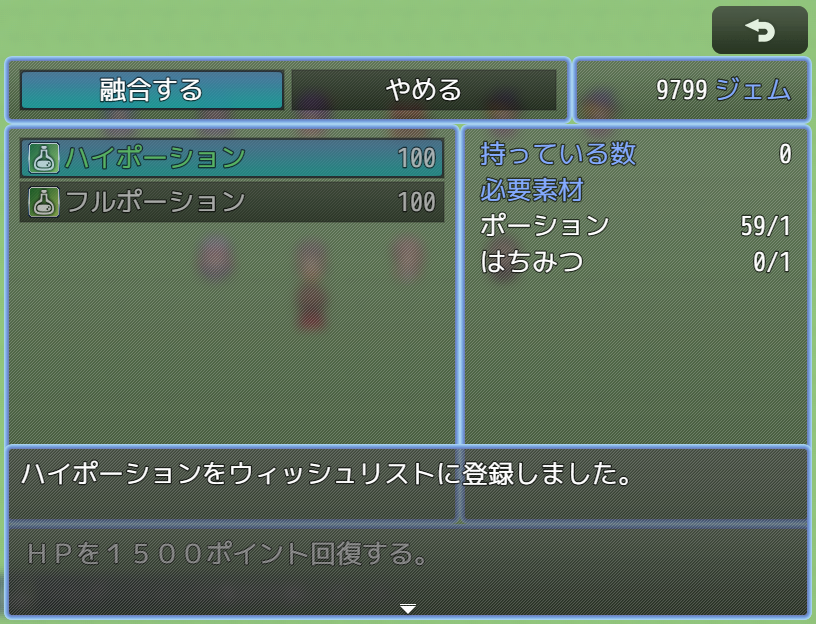 融合する やめる 9799 ジェム
ハイポーション 100
フルポーション 100
持っている数 0
必要素材
ポーション 59/1
はちみつ 0/1
ハイポーションをウィッシュリストに登録しました。
ＨＰを１５００ポイント回復する。